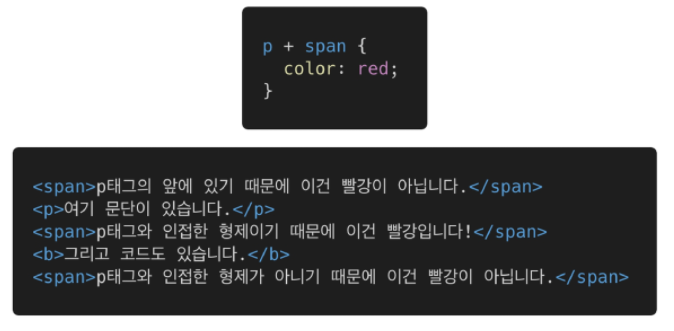 p + span {
  color: red;
}
<span>p태그의 앞에 있기 때문에 이건 빨강이 아닙니다.</span>
<p>여기 문단이 있습니다.</p>
<span>p태그와 인접한 형제이기 때문에 이건 빨강입니다!</span>
<b>그리고 코드도 있습니다.</b>
<span>p태그와 인접한 형제가 아니기 때문에 이건 빨강이 아닙니다.</span>